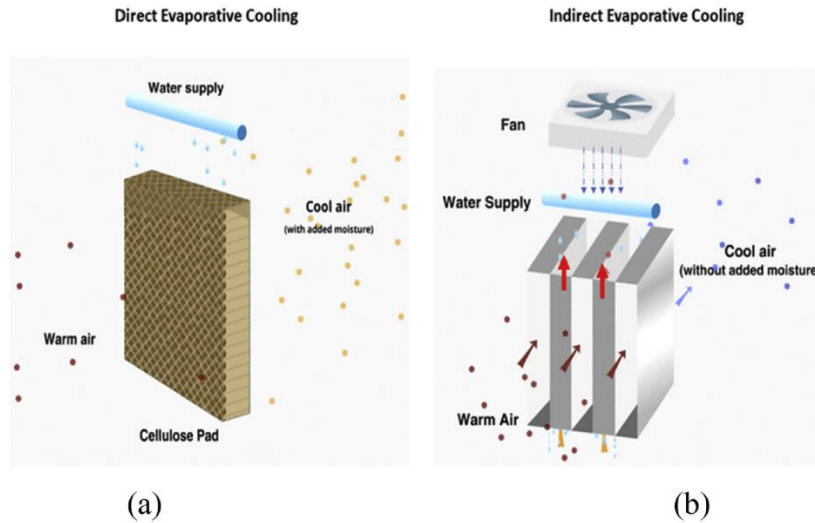 Direct Evaporative Cooling
Water supply
Cool air
(with added moisture)
Warm air
Cellulose Pad
(a)
Indirect Evaporative Cooling
Fan
Water Supply
Cool air
(without added moisture
Warm Air
(b)